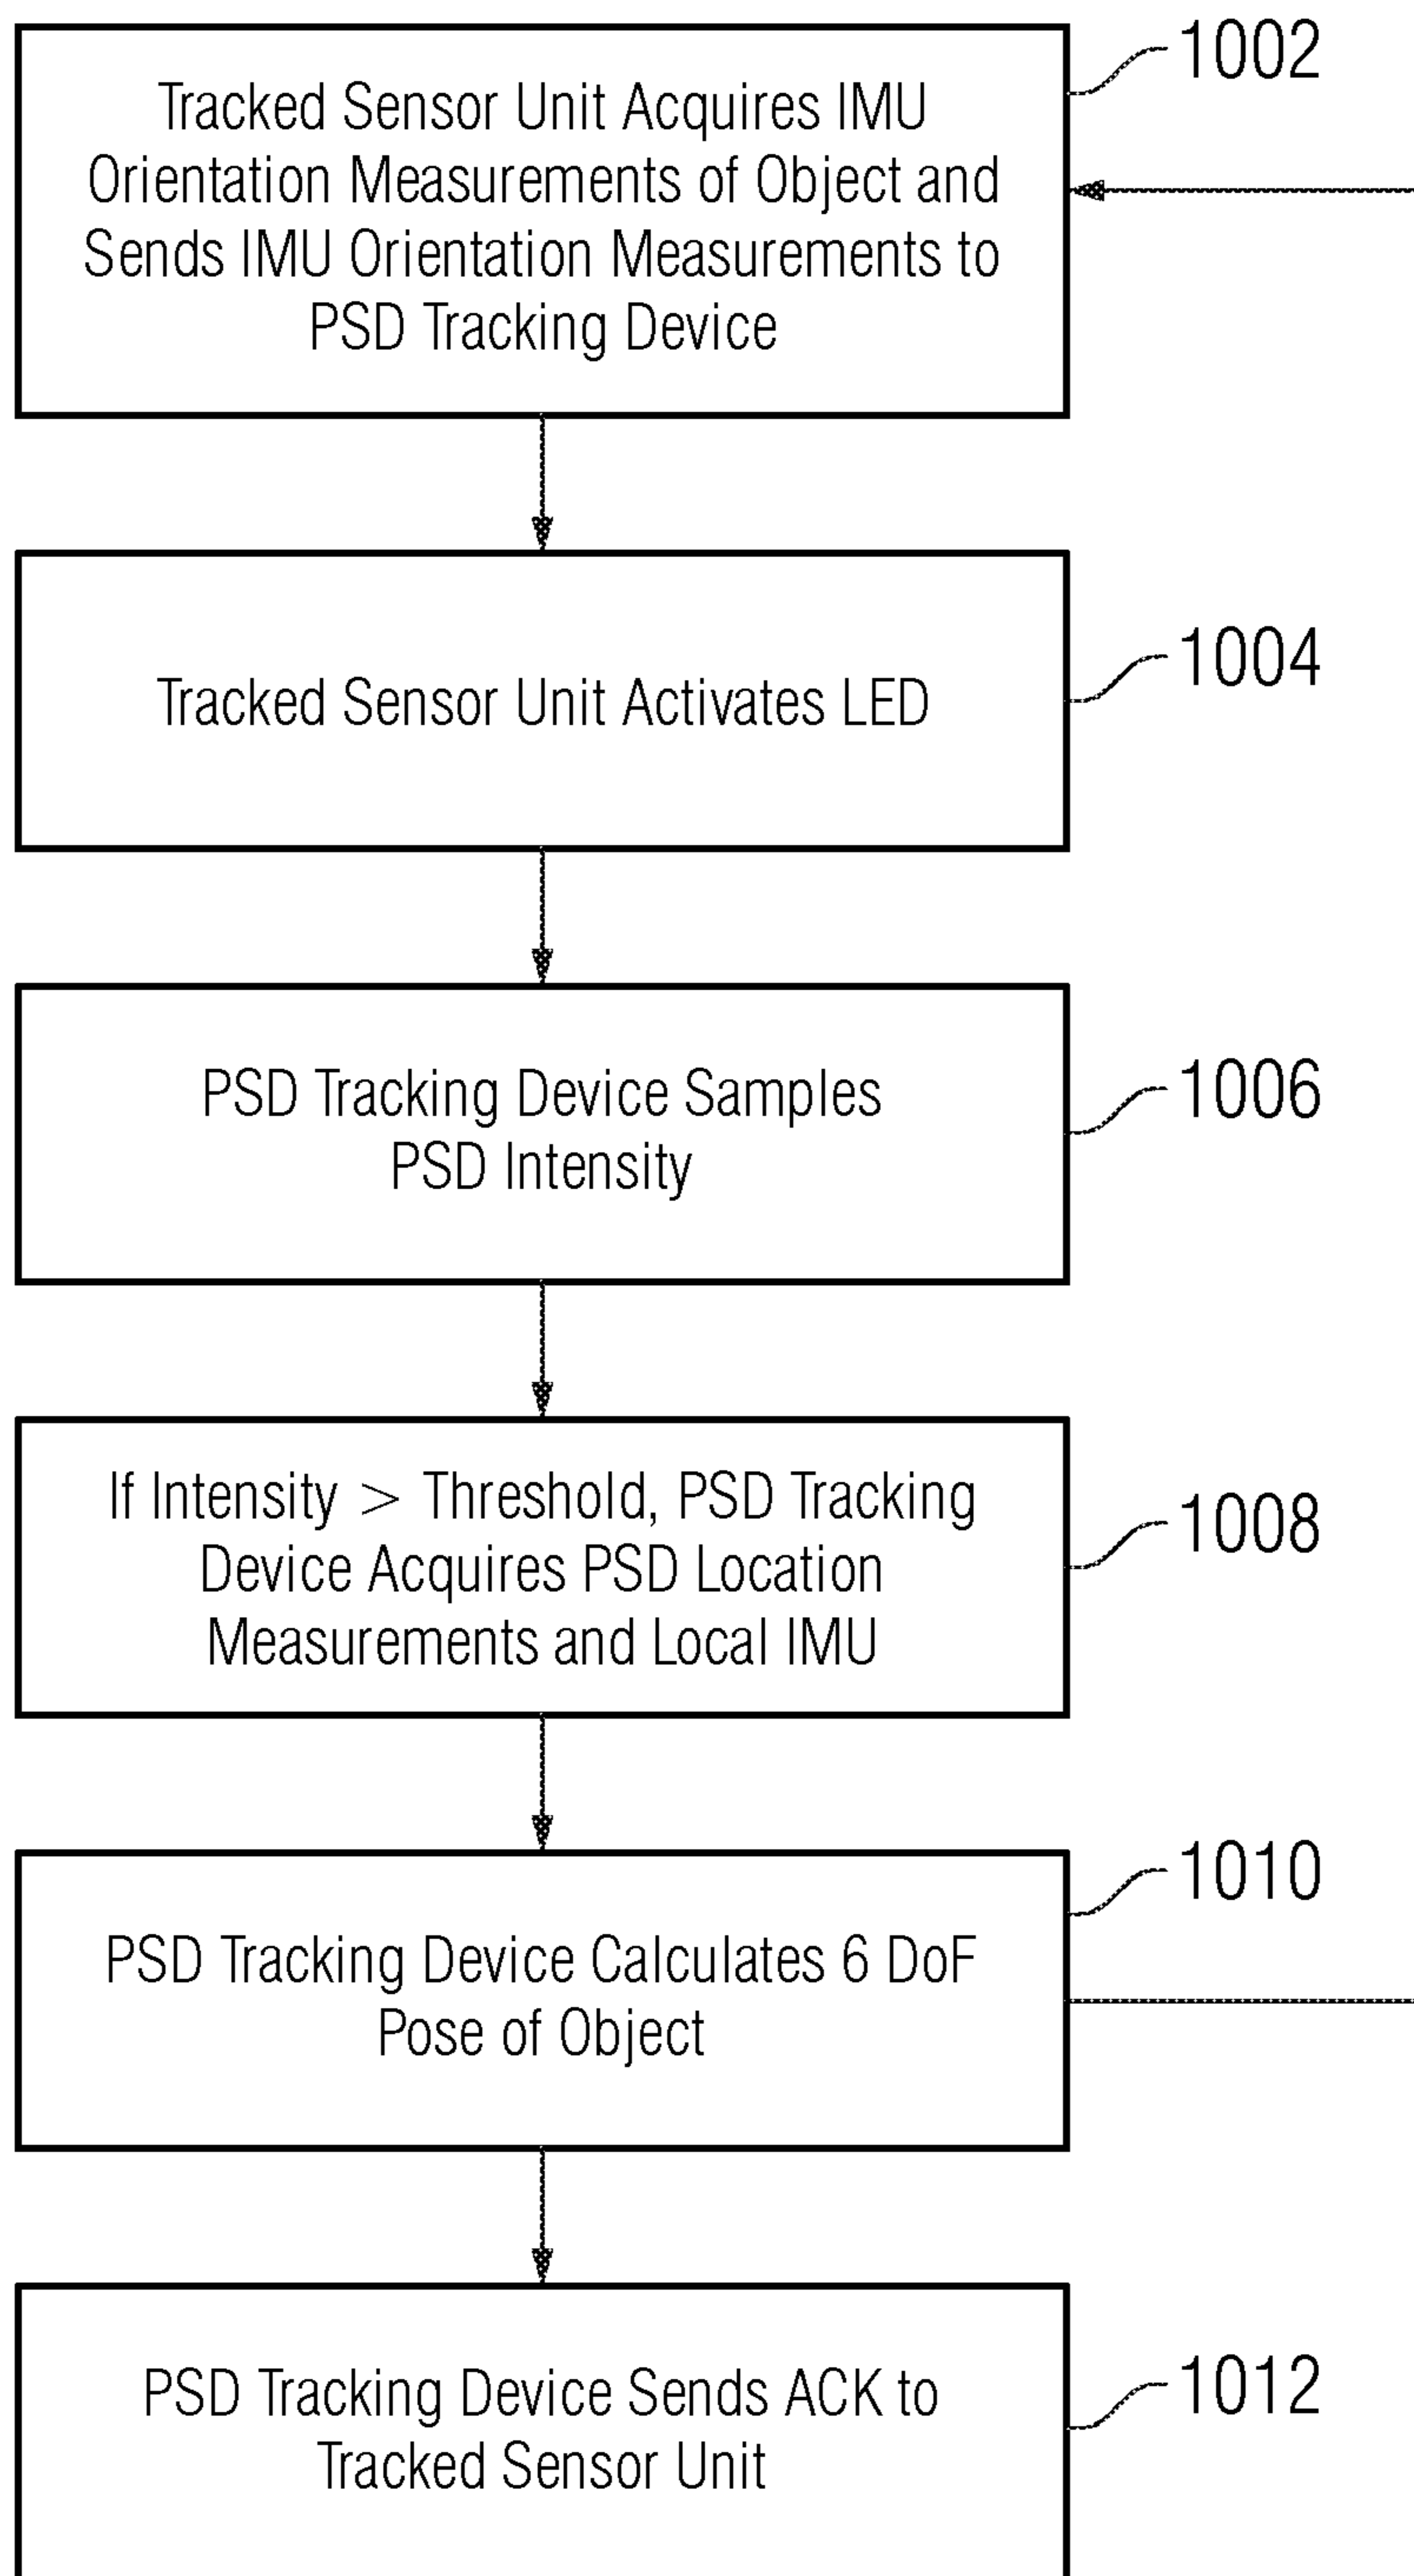 Tracked Sensor Unit Acquires IMU
Orientation Measurements of Object and
Sends IMU Orientation Measurements to
PSD Tracking Device
1002
Tracked Sensor Unit Activates LED
1004
PSD Tracking Device Samples
PSD Intensity
1006
If Intensity > Threshold, PSD Tracking
Device Acquires PSD Location
Measurements and Local IMU
1008
PSD Tracking Device Calculates 6 DoF
Pose of Object
1010
PSD Tracking Device Sends ACK to
Tracked Sensor Unit
1012